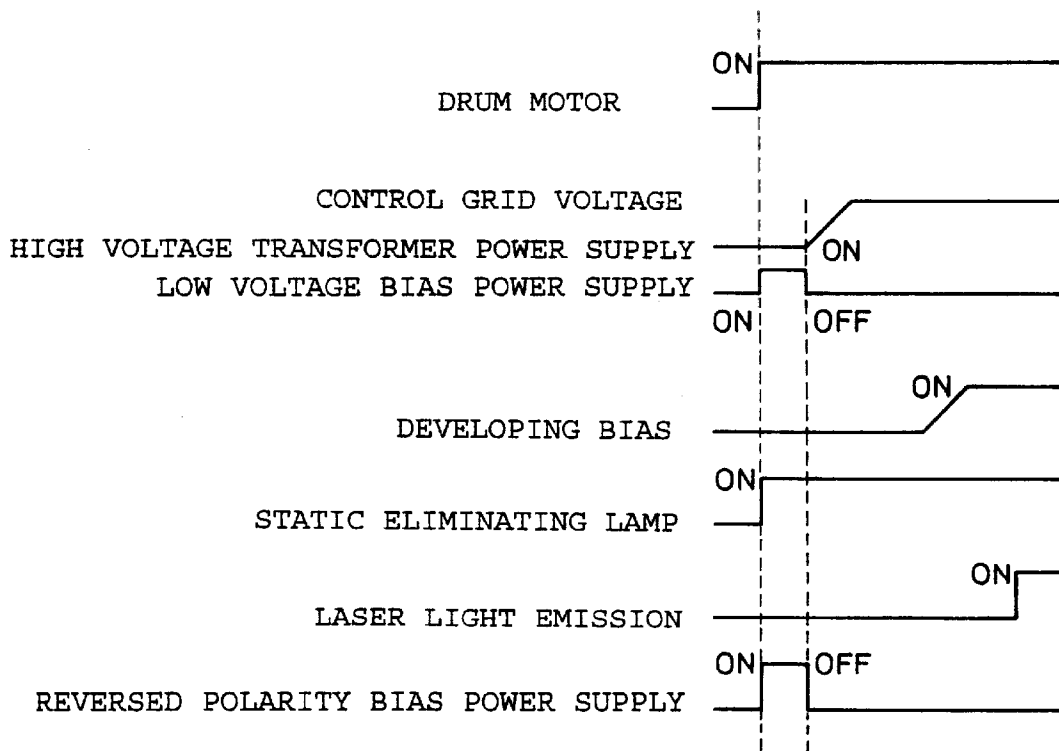 ON
DRUM MOTOR
CONTROL GRID VOLTAGE
HIGH VOLTAGE TRANSFORMER POWER SUPPLY ON
LOW VOLTAGE BIAS POWER SUPPLY
ON OFF
ON
DEVELOPING BIAS
ON
STATIC ELIMINATING LAMP
ON
LASER LIGHT EMISSION
ON OFF
REVERSED POLARITY BIAS POWER SUPPLY